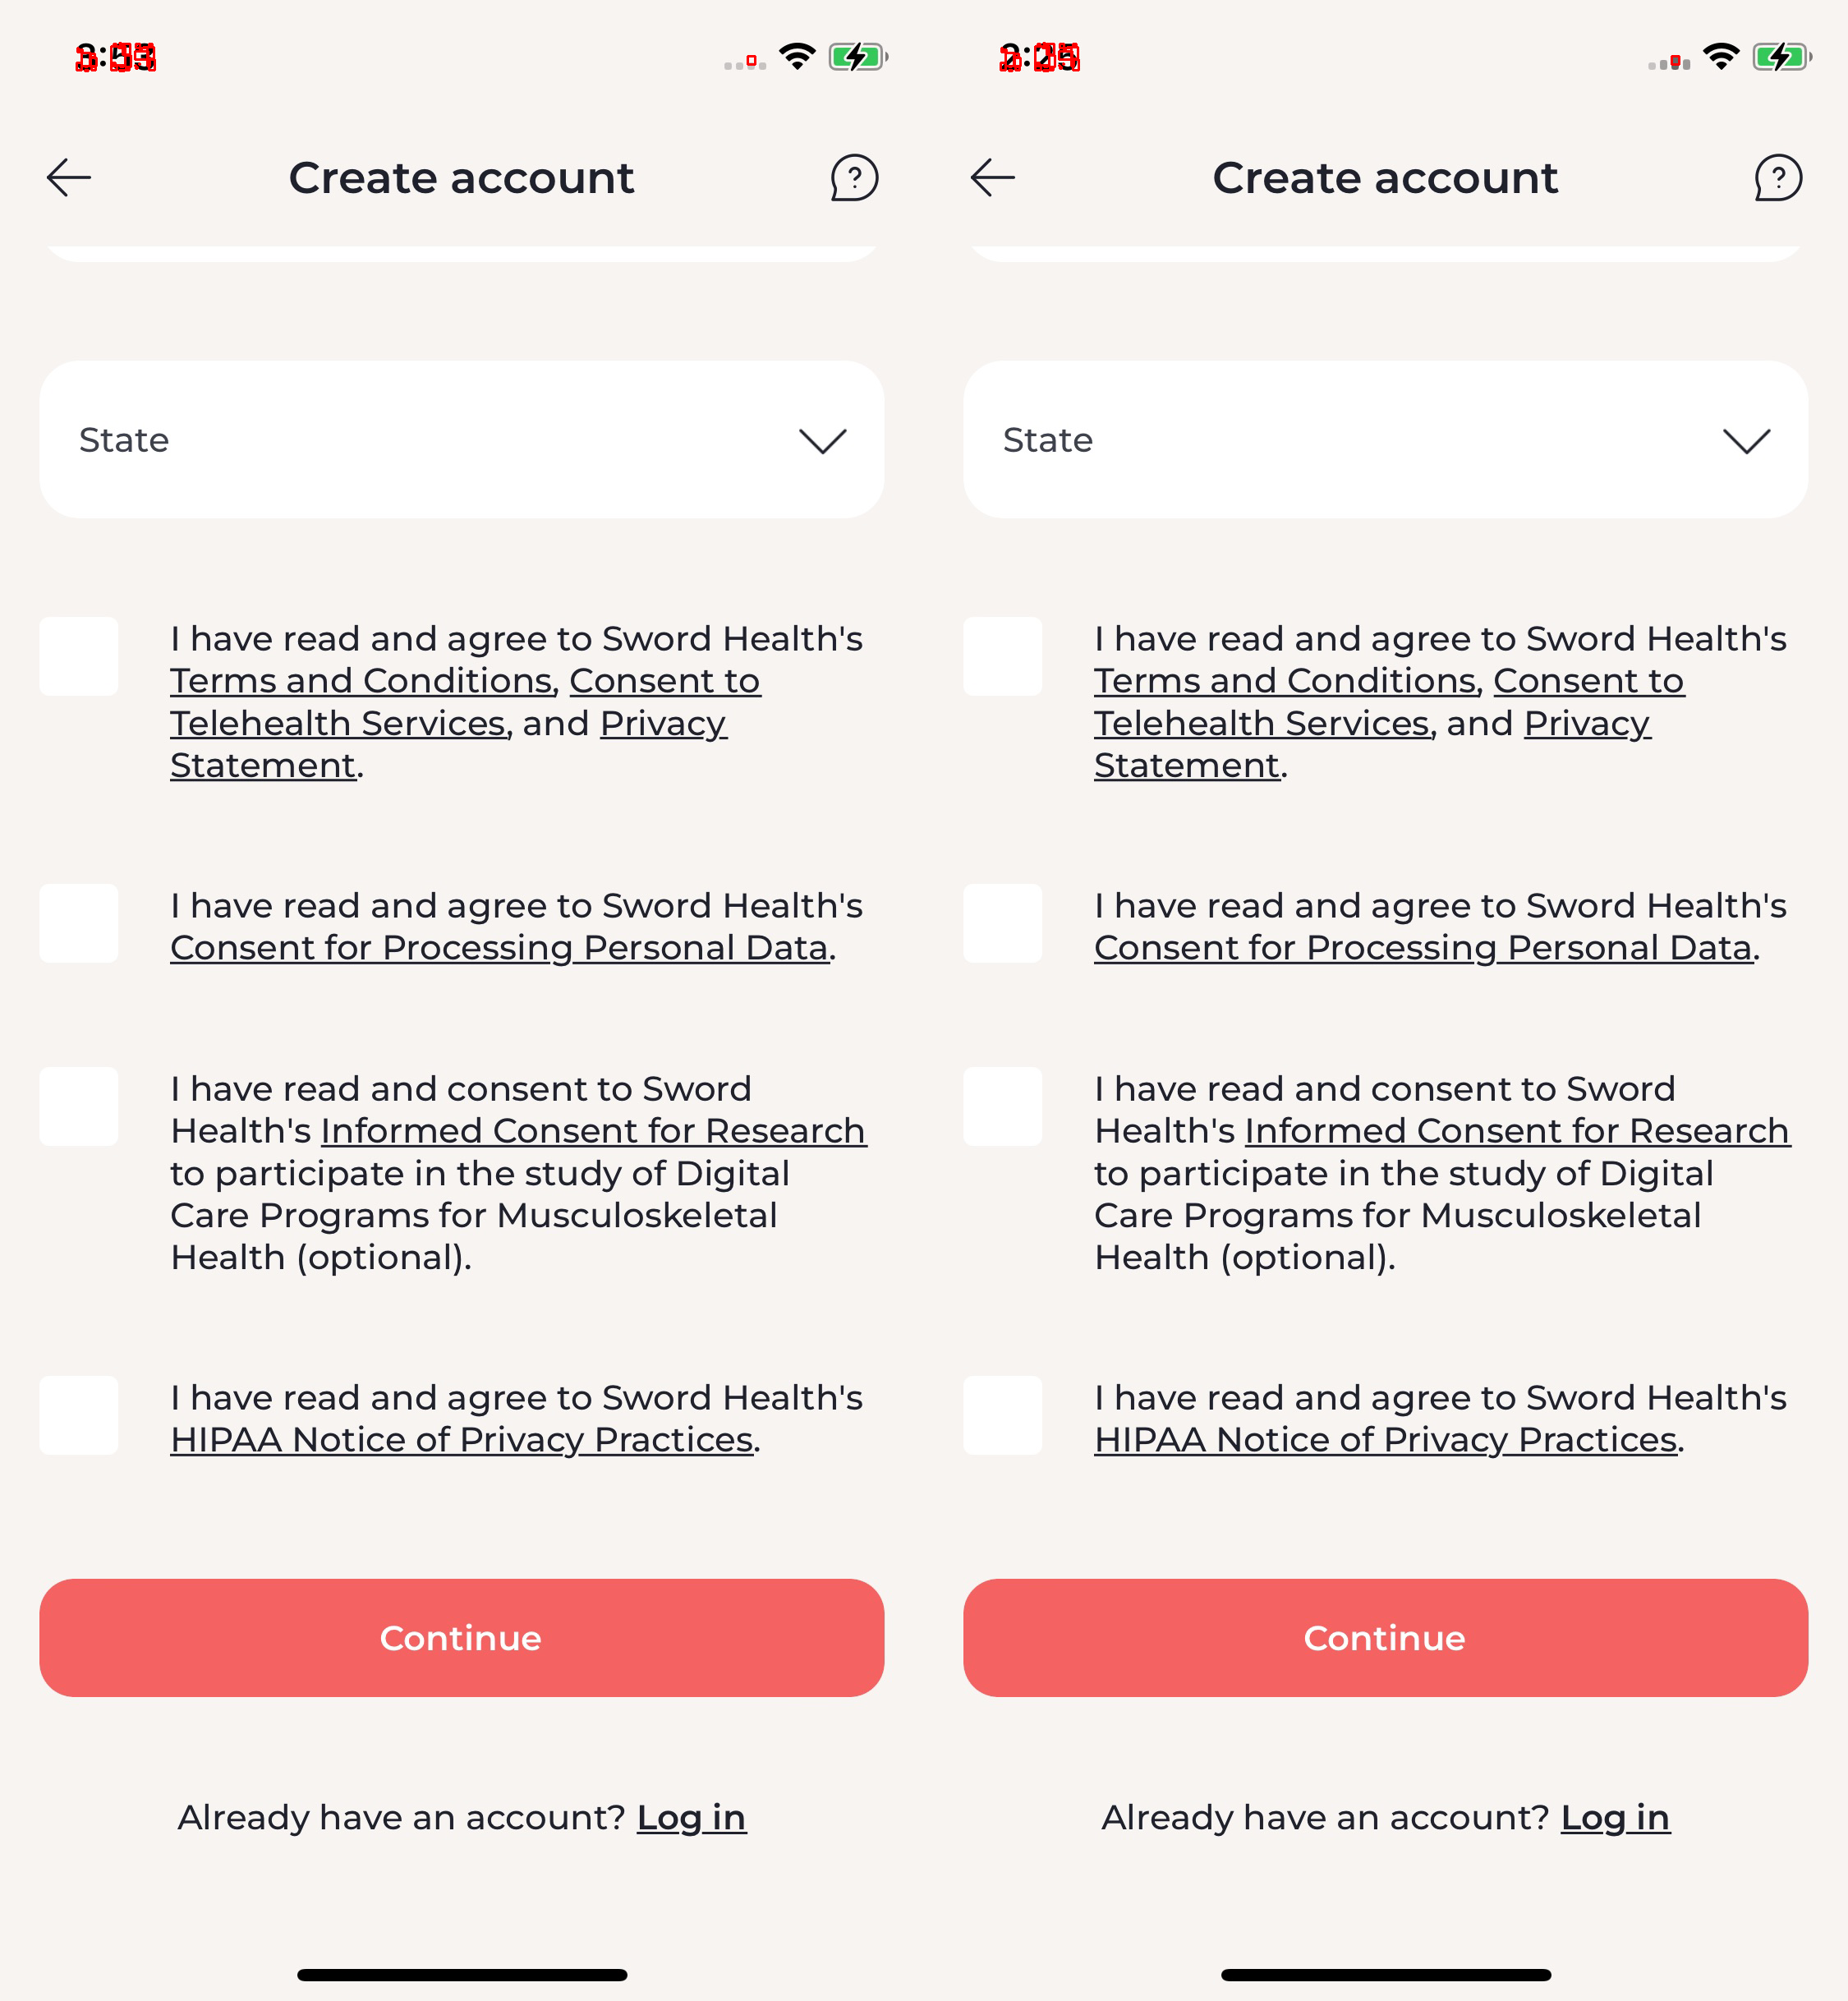 Create account
State
I have read and agree to Sword Health's
Terms and Conditions, Consent to
Telehealth Services, and Privacy
Statement.
I have read and agree to Sword Health's
Consent for Processing Personal Data.
I have read and consent to Sword
Health's Informed Consent for Research
to participate in the study of Digital
Care Programs for Musculoskeletal
Health (optional).
I have read and agree to Sword Health's
HIPAA Notice of Privacy Practices.
Continue
Already have an account? Log in
Create account
State
I have read and agree to Sword Health's
Terms and Conditions, Consent to
Telehealth Services, and Privacy
Statement.
I have read and agree to Sword Health's
Consent for Processing Personal Data.
I have read and consent to Sword
Health's Informed Consent for Research
to participate in the study of Digital
Care Programs for Musculoskeletal
Health (optional).
I have read and agree to Sword Health's
HIPAA Notice of Privacy Practices.
Continue
Already have an account? Log in